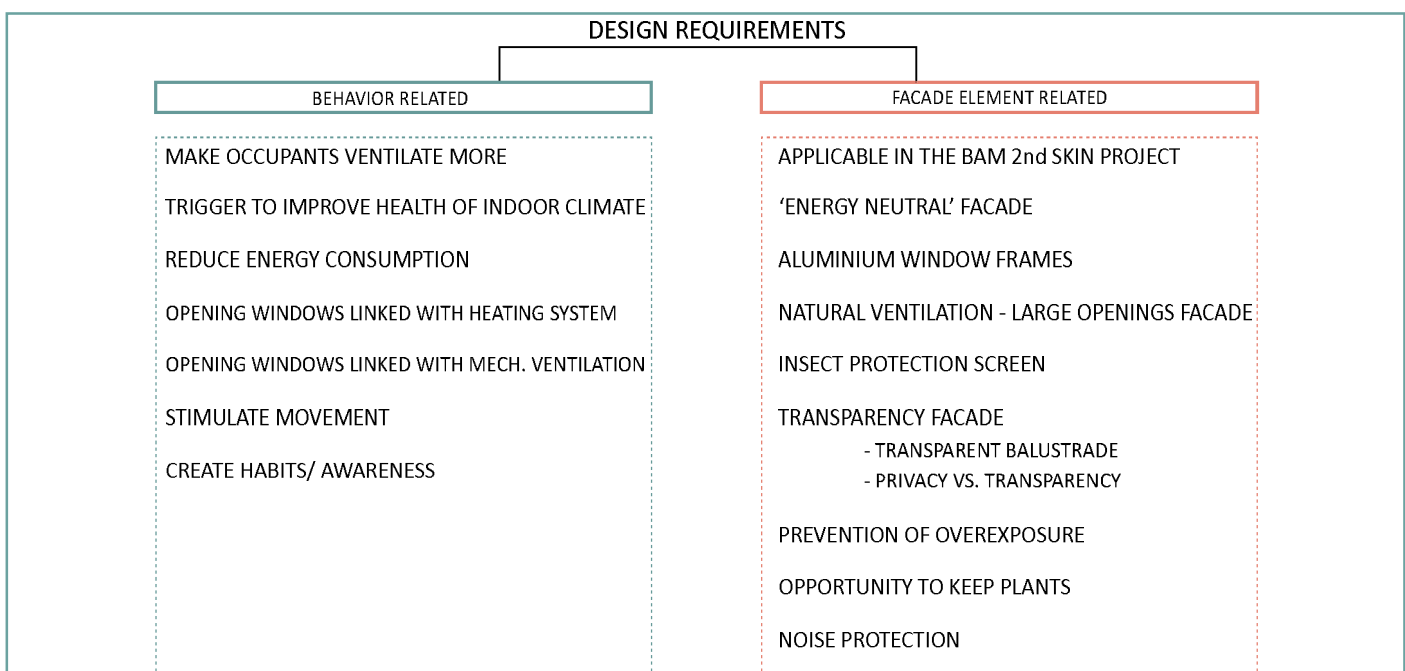 DESIGN REQUIREMENTS
BEHAVIOR RELATED
MAKE OCCUPANTS VENTILATE MORE
TRIGGER TO IMPROVE HEALTH OF INDOOR CLIMATE
REDUCE ENERGY CONSUMPTION
OPENING WINDOWS LINKED WITH HEATING SYSTEM
OPENING WINDOWS LINKED WITH MECH. VENTILATION
STIMULATE MOVEMENT
CREATE HABITS/ AWARENESS
FACADE ELEMENT RELATED
APPLICABLE IN THE BAM 2nd SKIN PROJECT
‘ENERGY NEUTRAL’ FACADE
ALUMINIUM WINDOW FRAMES
NATURAL VENTILATION - LARGE OPENINGS FACADE
INSECT PROTECTION SCREEN
TRANSPARENCY FACADE
- TRANSPARENT BALUSTRADE
- PRIVACY VS. TRANSPARENCY
PREVENTION OF OVEREXPOSURE
OPPORTUNITY TO KEEP PLANTS
NOISE PROTECTION